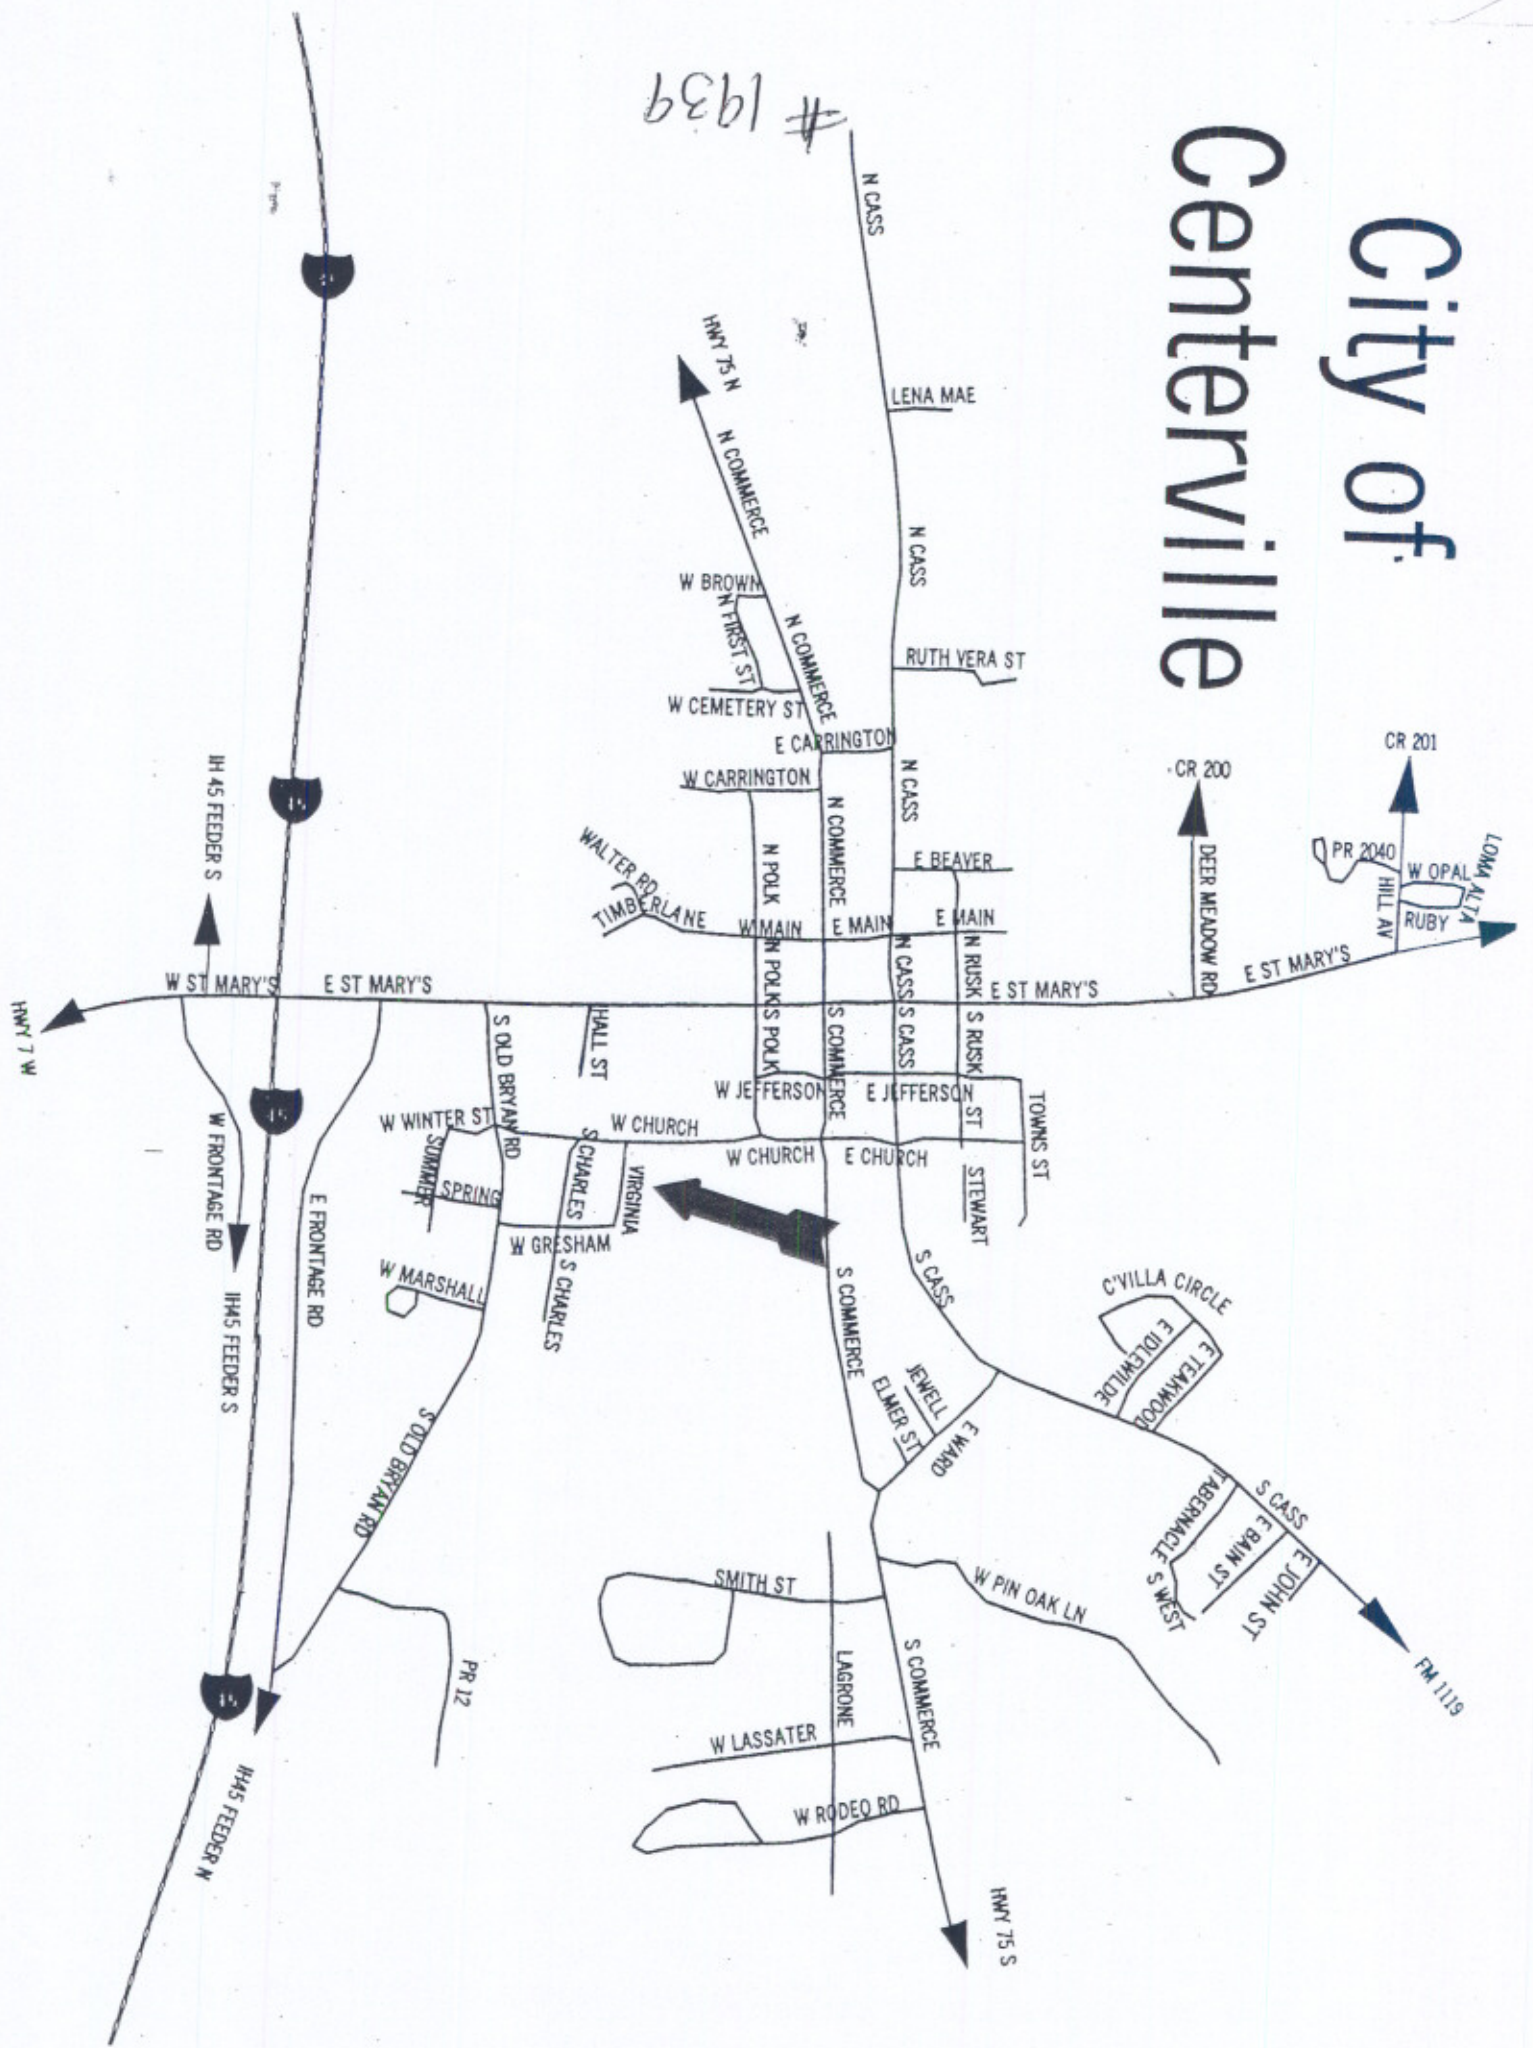 City of
Centerville
# 1939
N CASS
LENA MAE
HWY 75 N
N COMMERCE
N CASS
W BROWN
N FIRST ST
N COMMERCE
RUTH VERA ST
W CEMETERY ST
E CARRINGTON
W CARRINGTON
N CASS
N COMMERCE
N POLK
E BEAVER
WALTER RD
TIMBERLANE
W MAIN
E MAIN
E MAIN
CR 200
DEER MEADOW RD
CR 201
PR 2040
W OPAL
LOMA ALTA
HILL AV
RUBY
E ST MARY'S
IH 45 FEEDER S
45
W ST MARY'S
E ST MARY'S
N POLK
S POLK
N CASS
S CASS
N RUSK
S RUSK
E ST MARY'S
HWY 7 W
S OLD BRYAN RD
HALL ST
S COMMERCE
W JEFFERSON
E JEFFERSON
ST
TOWNS ST
45
W WINTER ST
W CHURCH
W CHURCH
E CHURCH
W FRONTAGE RD
SUMMER
SPRING
S CHARLES
VIRGINIA
STEWART
E FRONTAGE RD
W GRESHAM
W MARSHALL
S CHARLES
S COMMERCE
S CASS
C'VILLA CIRCLE
E IDLEWILDE
E TEAKWOOD
IH45 FEEDER S
JEWELL
ELMER ST
E WARD
S OLD BRYAN RD
TABERNACLE
S WEST
E BAIN ST
E JOHN ST
S CASS
FM 1119
SMITH ST
W PIN OAK LN
PR 12
LAGRONE
S COMMERCE
45
W LASSATER
W RODEO RD
IH45 FEEDER N
HWY 75 S